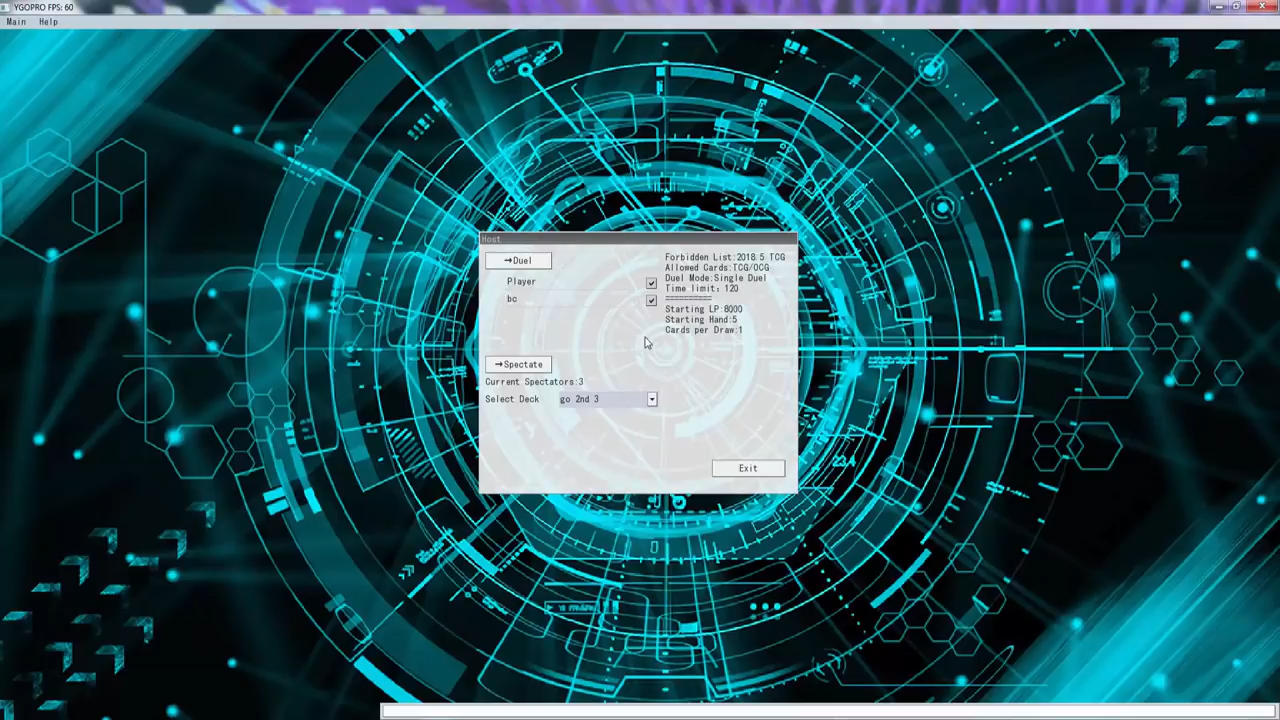 YGOPRO FPS: 60
Main Help
Host
→Duel
Player
bc
Forbidden List:2018.5 TCG
Allowed Cards:TCG/OCG
Duel Mode:Single Duel
Time limit: 120
==========
Starting LP:8000
Starting Hand:5
Cards per Draw:1
→Spectate
Current Spectators:3
Select Deck go 2nd 3
Exit
23.4